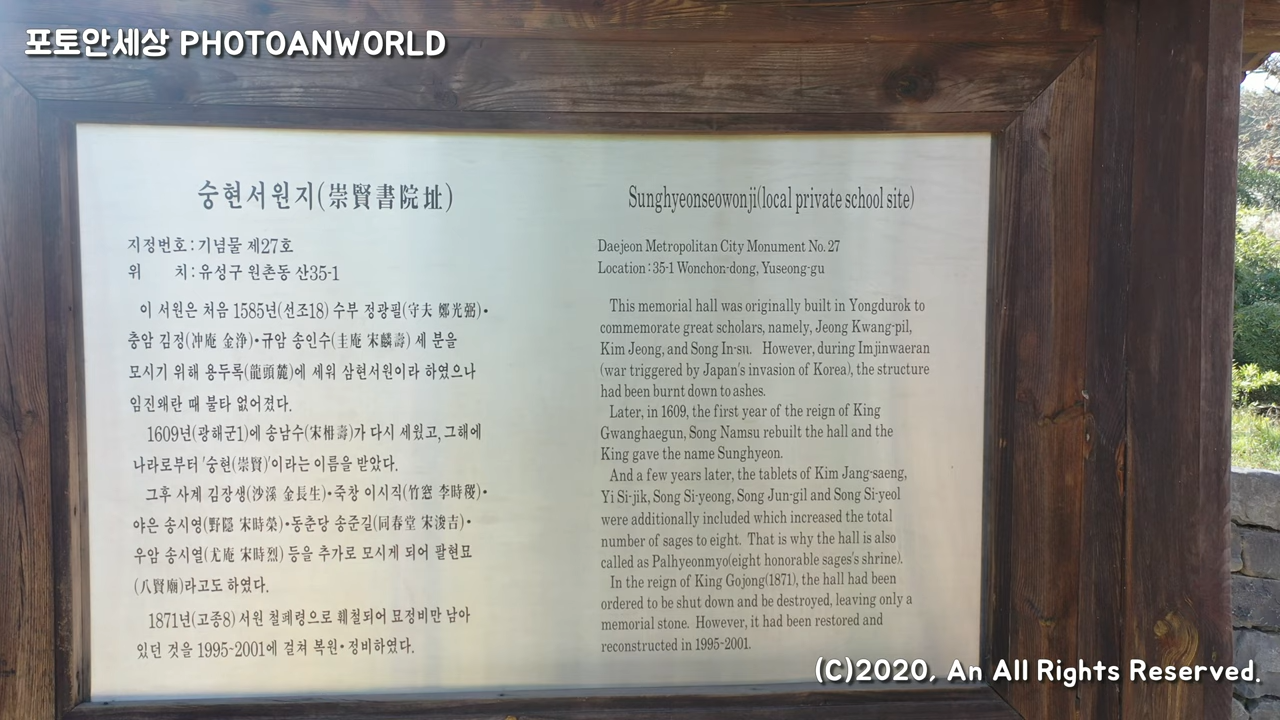 포토안세상 PHOTOANWORLD
숭현서원지(崇賢書院址)
지정번호 : 기념물 제27호
위 치 : 유성구 원촌동 산35-1
이 서원은 처음 1585년(선조18) 수부 정광필(守夫 鄭光弼)•
충암 김정(冲庵 金淨)•규암 송인수(圭庵 宋麟壽) 세 분을
모시기 위해 용두록(龍頭麓)에 세워 삼현서원이라 하였으나
임진왜란 때 불타 없어졌다.
1609년(광해군1)에 송남수(宋枏壽)가 다시 세웠고, 그해에
나라로부터 '숭현(崇賢)'이라는 이름을 받았다.
그후 사계 김장생(沙溪 金長生)•죽창 이시직(竹窓 李時稷)•
야은 송시영(野隱 宋時榮)•동춘당 송준길(同春堂 宋浚吉)•
우암 송시열(尤庵 宋時烈) 등을 추가로 모시게 되어 팔현묘
(八賢廟)라고도 하였다.
1871년(고종8) 서원 철폐령으로 훼철되어 묘정비만 남아
있던 것을 1995~2001에 걸쳐 복원•정비하였다.
Sunghyeonseowonji(local private school site)
Daejeon Metropolitan City Monument No. 27
Location : 35-1 Wonchon-dong, Yuseong-gu
This memorial hall was originally built in Yongdurok to
commemorate great scholars, namely, Jeong Kwang-pil,
Kim Jeong, and Song In-su. However, during Imjinwaeran
(war triggered by Japan's invasion of Korea), the structure
had been burnt down to ashes.
Later, in 1609, the first year of the reign of King
Gwanghaegun, Song Namsu rebuilt the hall and the
King gave the name Sunghyeon.
And a few years later, the tablets of Kim Jang-saeng,
Yi Si-jik, Song Si-yeong, Song Jun-gil and Song Si-yeol
were additionally included which increased the total
number of sages to eight. That is why the hall is also
called as Palhyeonmyo(eight honorable sages's shrine).
In the reign of King Gojong(1871), the hall had been
ordered to be shut down and be destroyed, leaving only a
memorial stone. However, it had been restored and
reconstructed in 1995-2001.
(C)2020, An All Rights Reserved.